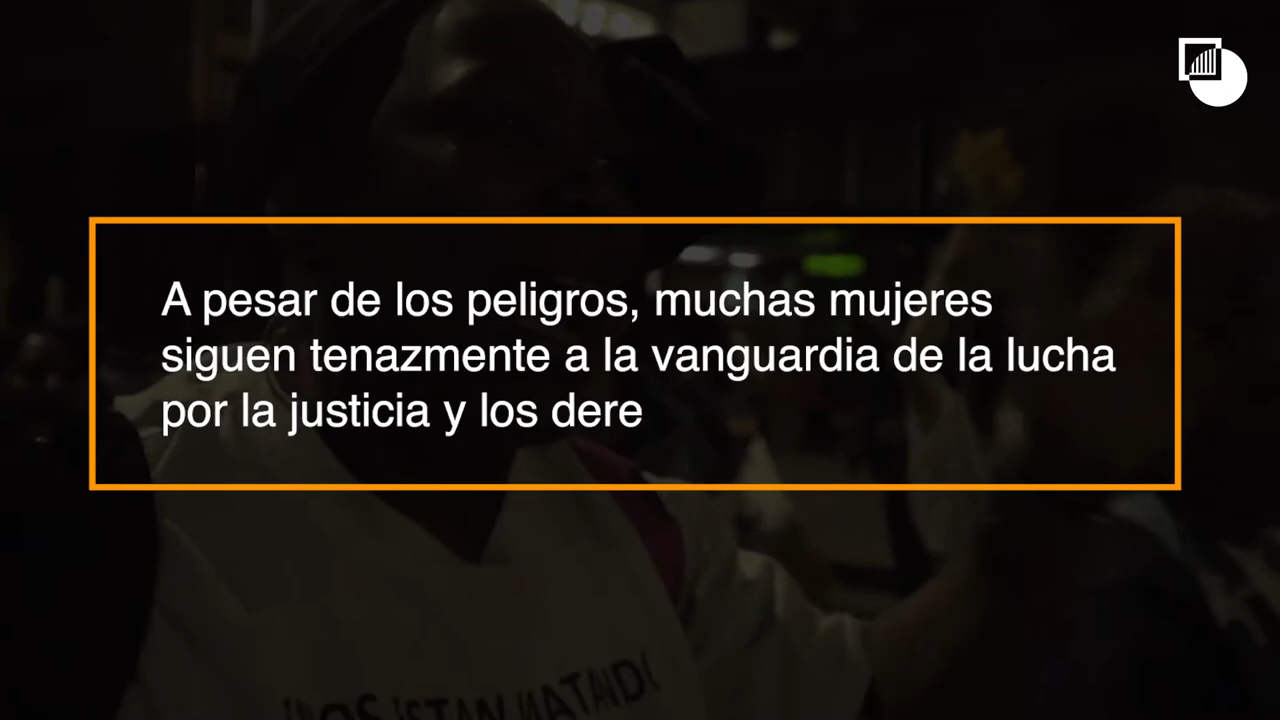 A pesar de los peligros, muchas mujeres
siguen tenazmente a la vanguardia de la lucha
por la justicia y los dere